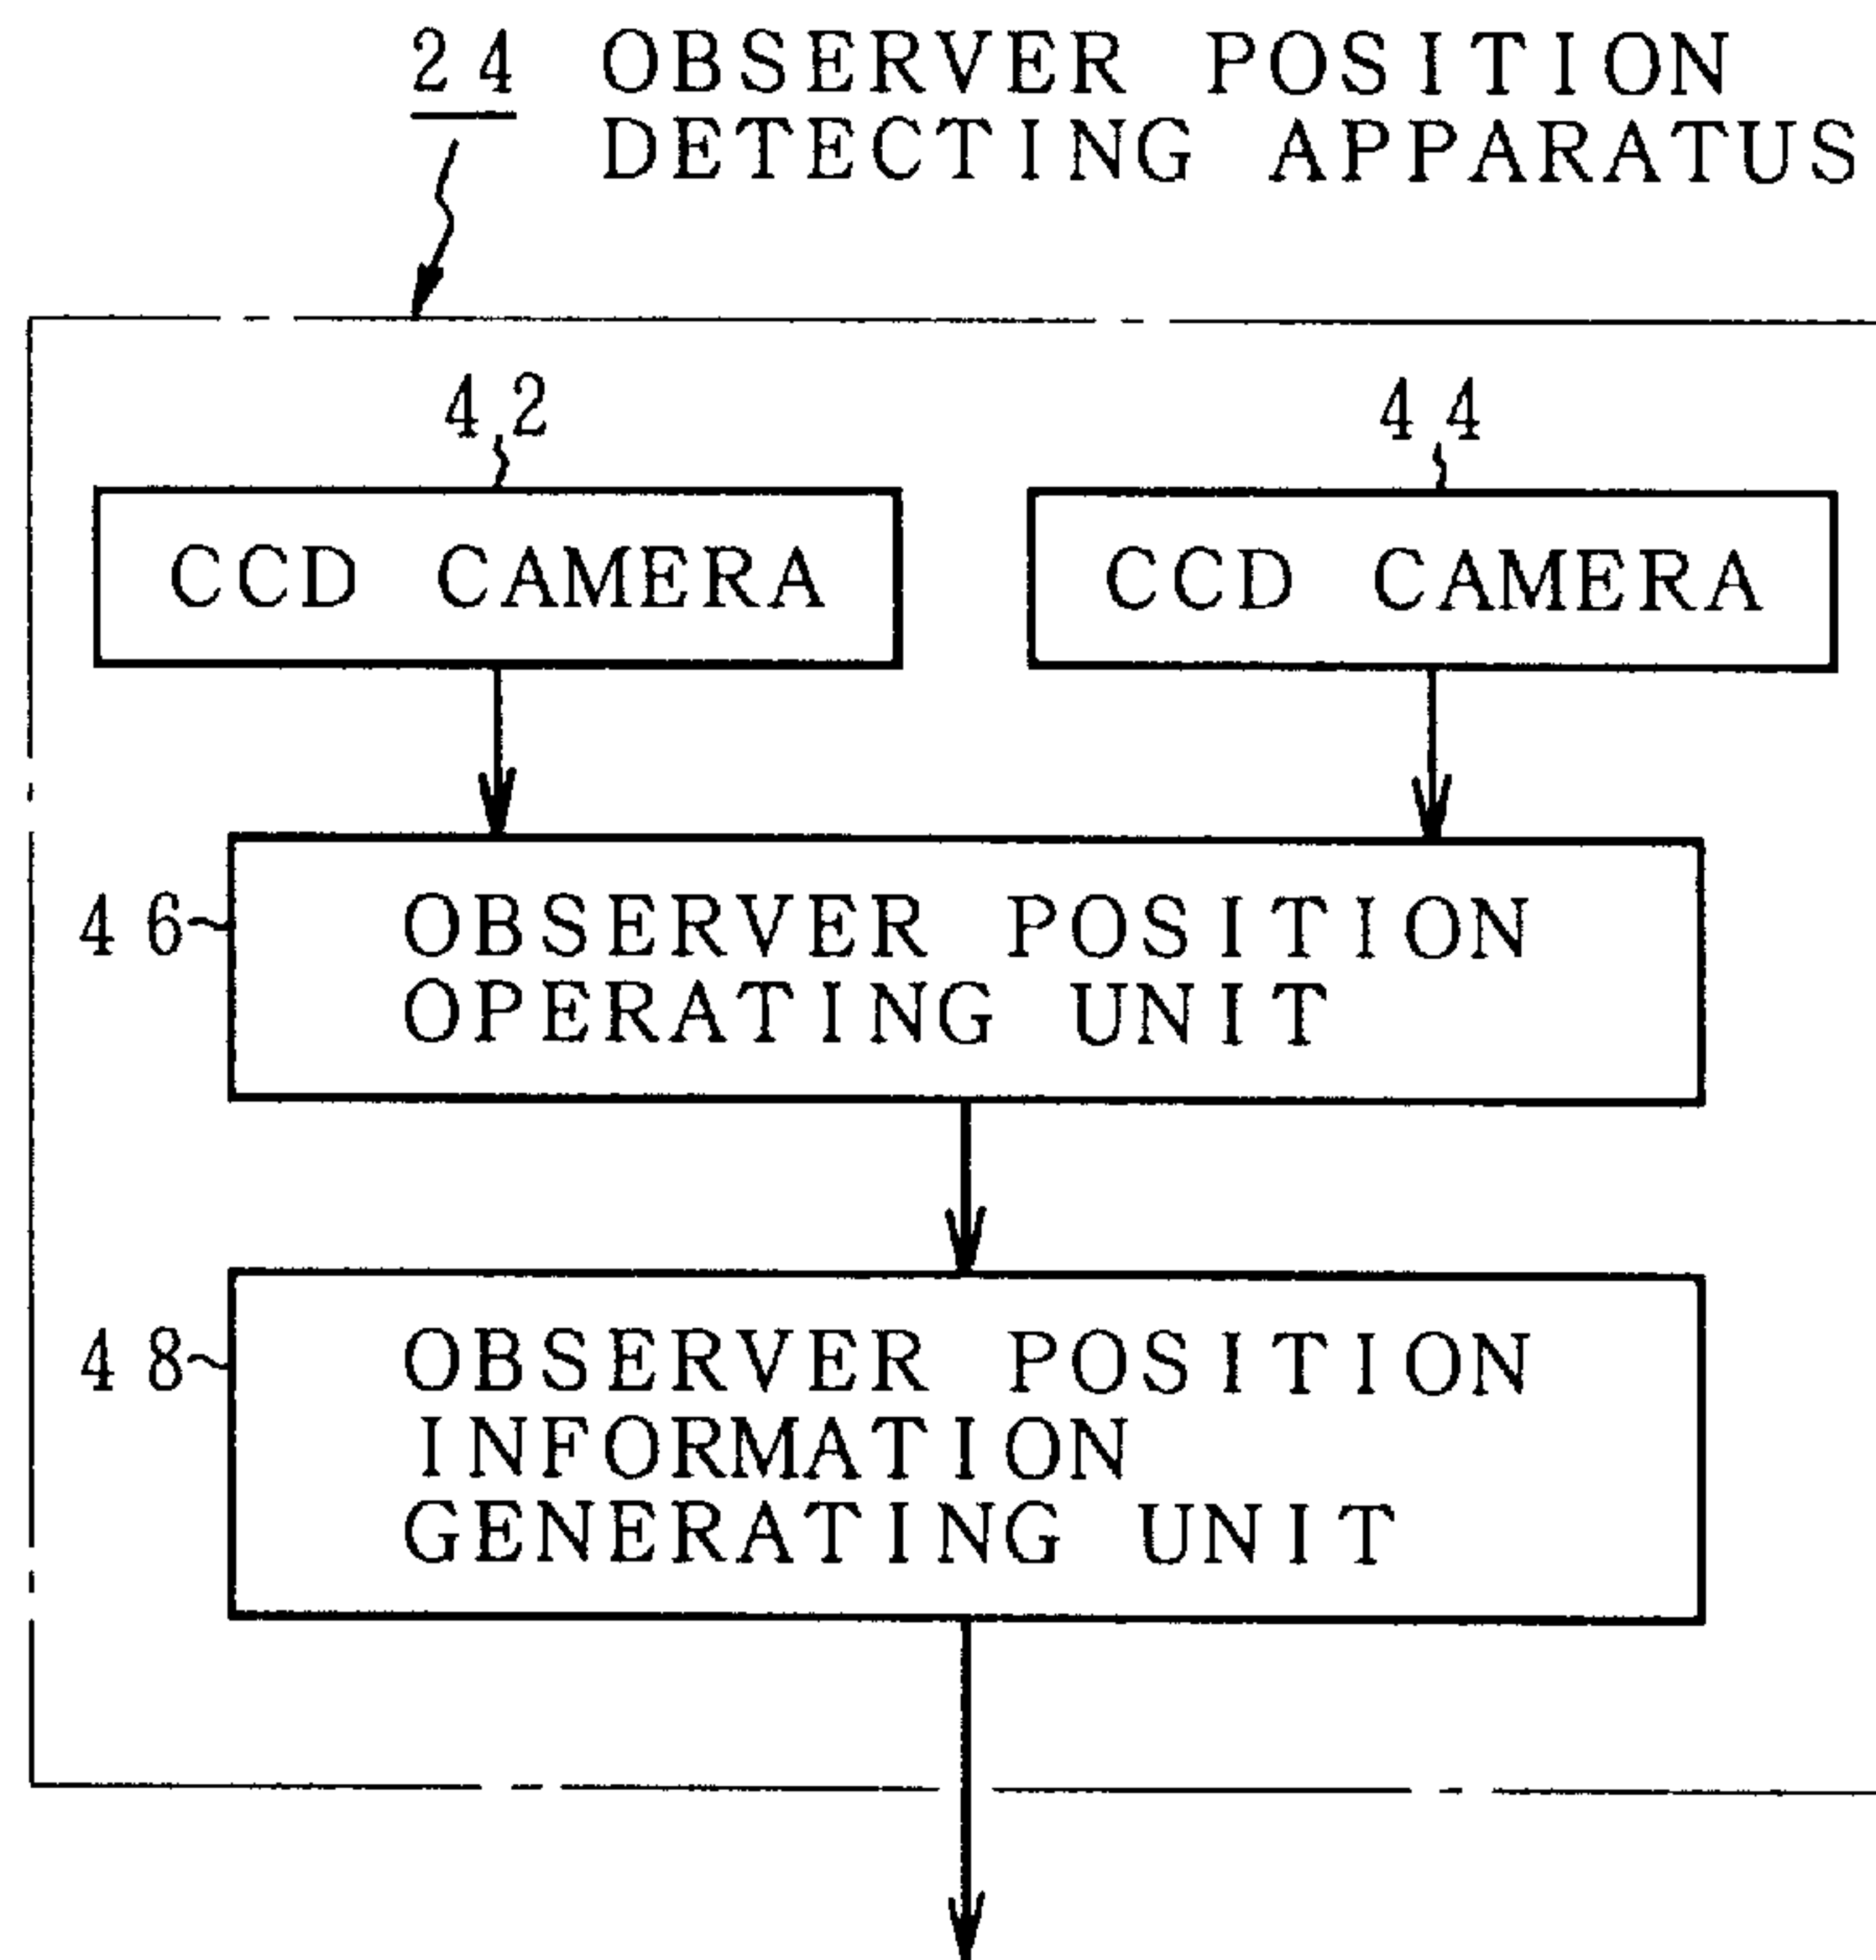 24 OBSERVER POSITION
DETECTING APPARATUS
42
44
CCD CAMERA
CCD CAMERA
46
OBSERVER POSITION
OPERATING UNIT
48
OBSERVER POSITION
INFORMATION
GENERATING UNIT